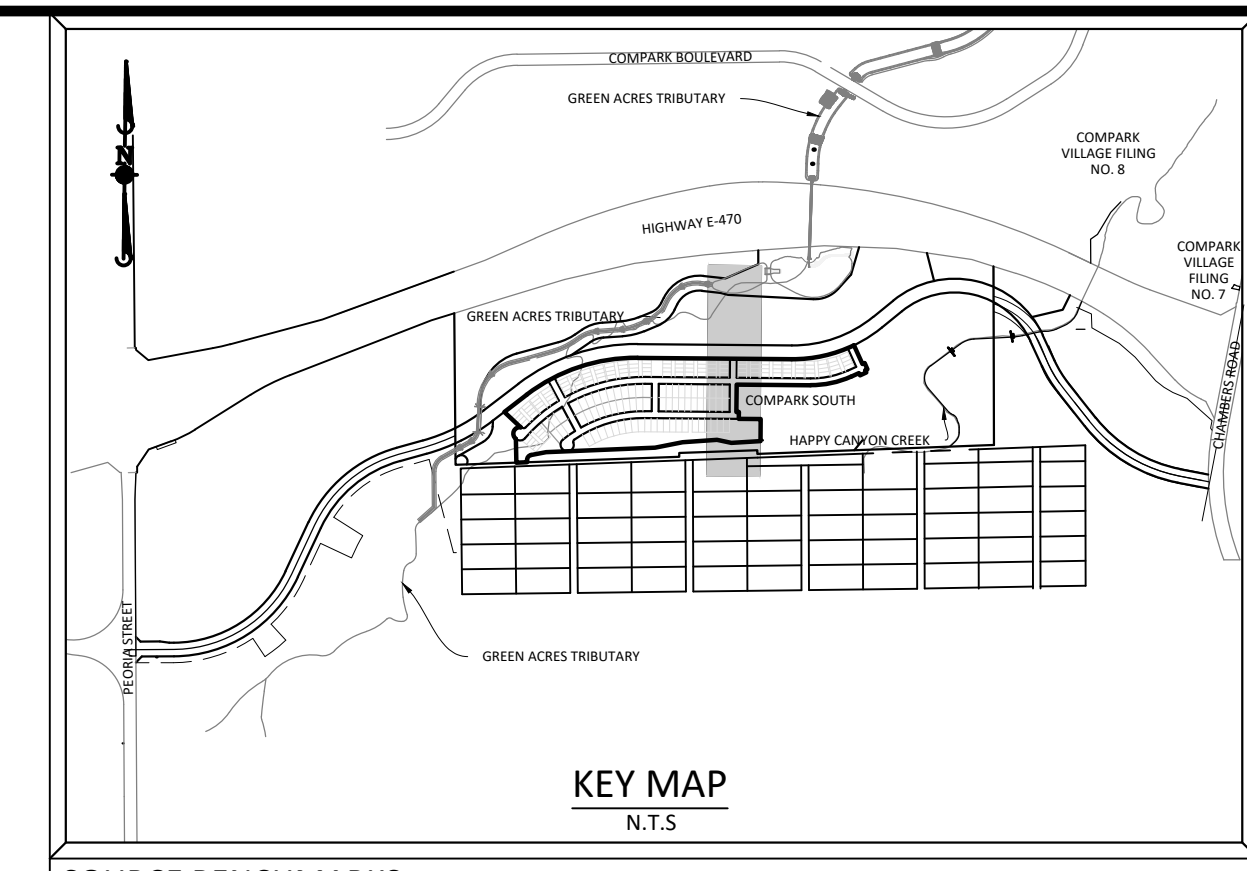 COMPARK BOULEVARD
GREEN ACRES TRIBUTARY
COMPARK
VILLAGE FILING
NO. 8
N
HIGHWAY E-470
COMPARK
VILLAGE
FILING
NO. 7
GREEN ACRES TRIBUTARY
COMPARK SOUTH
CHAMBERS ROAD
HAPPY CANYON CREEK
PEORIA STREET
GREEN ACRES TRIBUTARY
KEY MAP
N.T.S